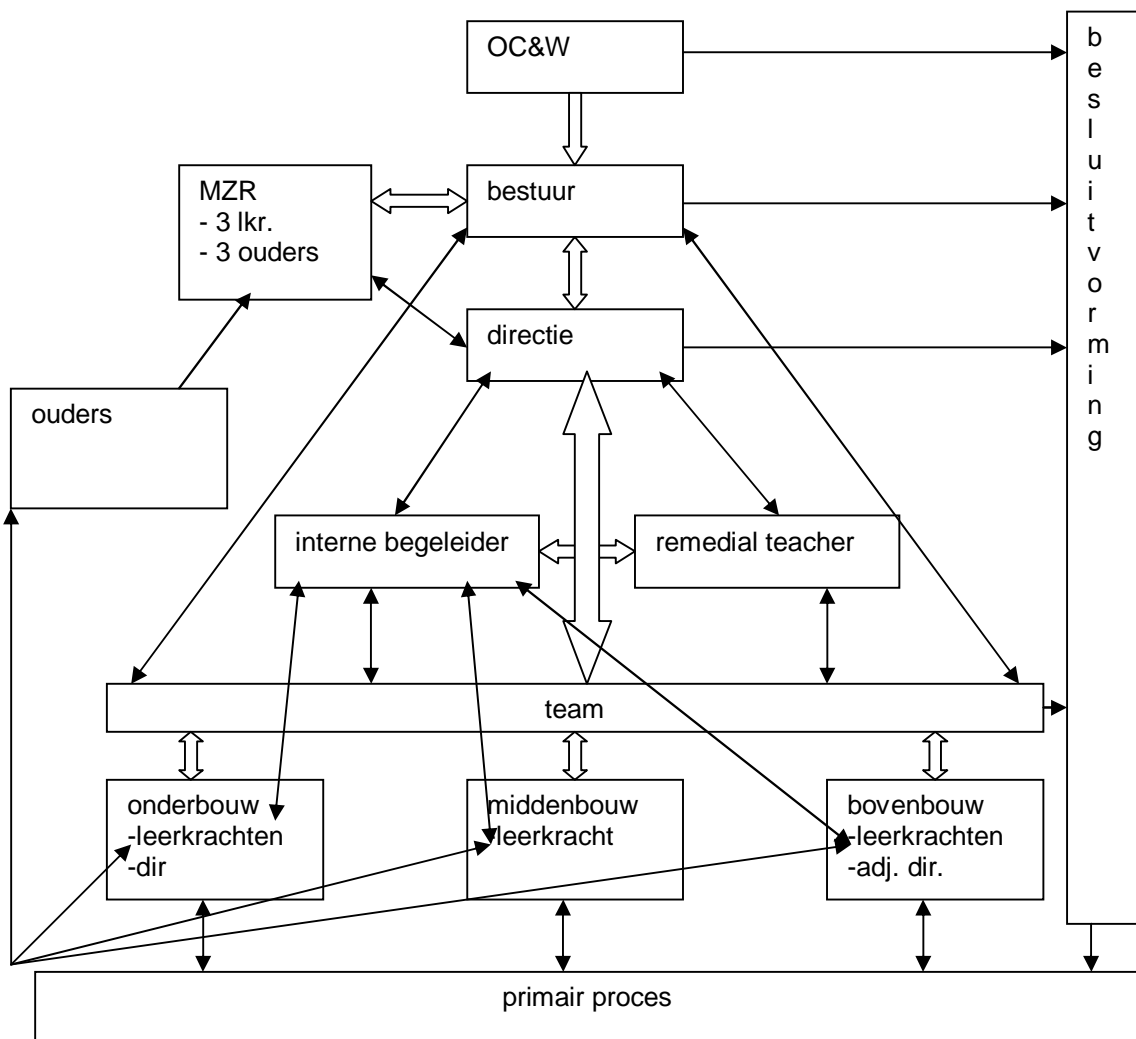 OC&W
b
e
s
l
u
i
t
v
o
r
m
i
n
g
MZR
- 3 lkr.
- 3 ouders
bestuur
directie
ouders
interne begeleider
remedial teacher
team
onderbouw
-leerkrachten
-dir
middenbouw
-leerkracht
bovenbouw
-leerkrachten
-adj. dir.
primair proces